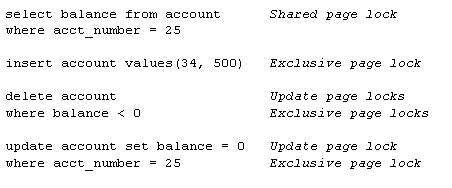 select balance from account Shared page lock
where acct_number = 25
insert account values(34, 500) Exclusive page lock
delete account Update page locks
where balance < 0 Exclusive page locks
update account set balance = 0 Update page lock
where acct_number = 25 Exclusive page lock